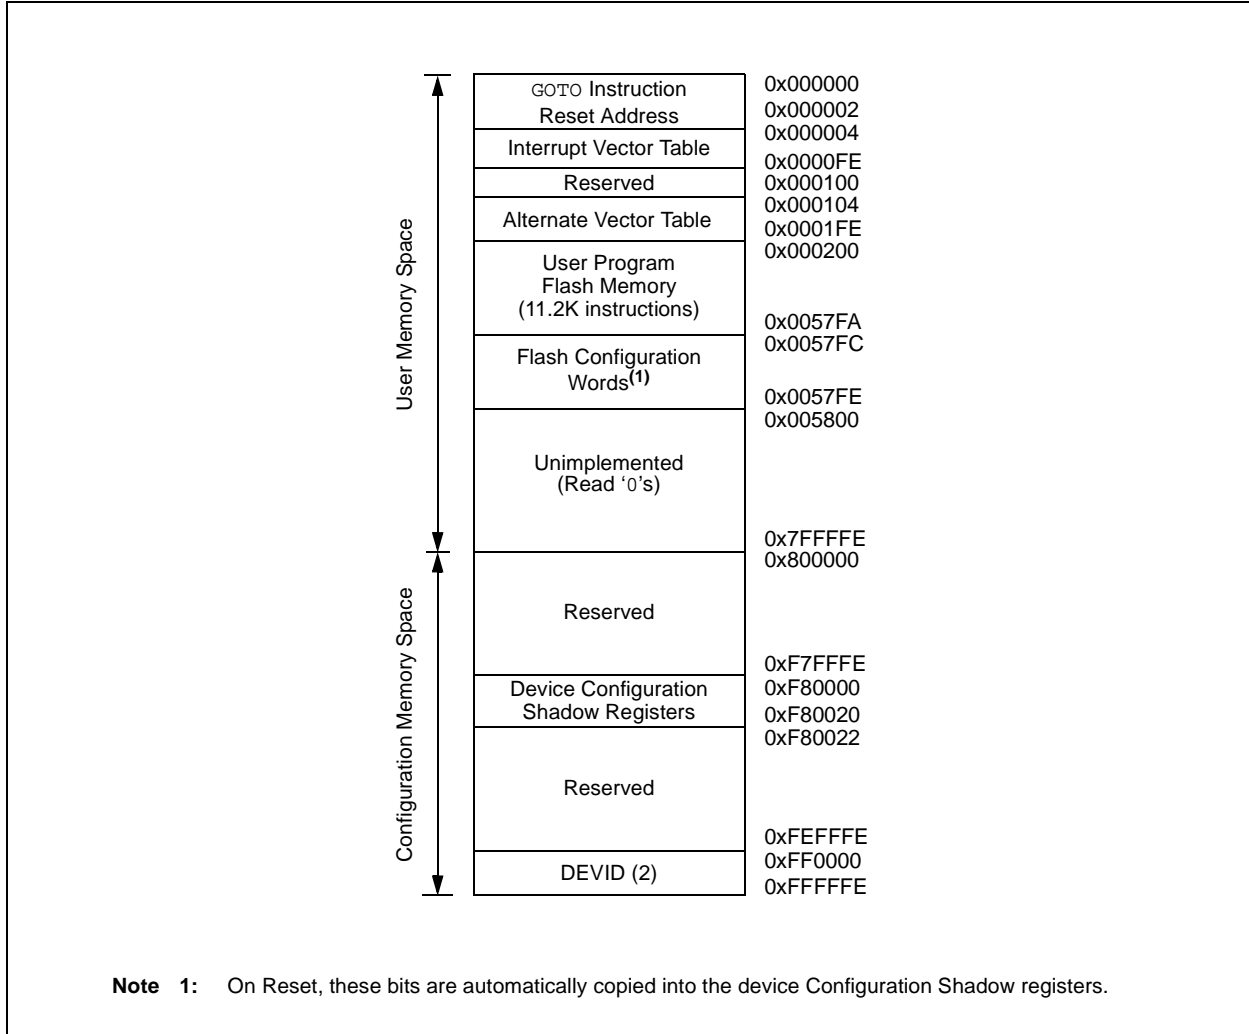 GOTO Instruction
0x000000
Reset Address
0x000002
0x000004
Interrupt Vector Table
0x0000FE
Reserved
0x000100
0x000104
Alternate Vector Table
0x0001FE
0x000200
User Program
Flash Memory
(11.2K instructions)
0x0057FA
0x0057FC
Flash Configuration
Words(1)
0x0057FE
0x005800
Unimplemented
(Read ‘0’s)
0x7FFFFE
User Memory Space
0x800000
Reserved
0xF7FFFE
Device Configuration
0xF80000
Shadow Registers
0xF80020
0xF80022
Reserved
0xFEFFFE
0xFF0000
DEVID (2)
0xFFFFFE
Configuration Memory Space
Note 1: On Reset, these bits are automatically copied into the device Configuration Shadow registers.